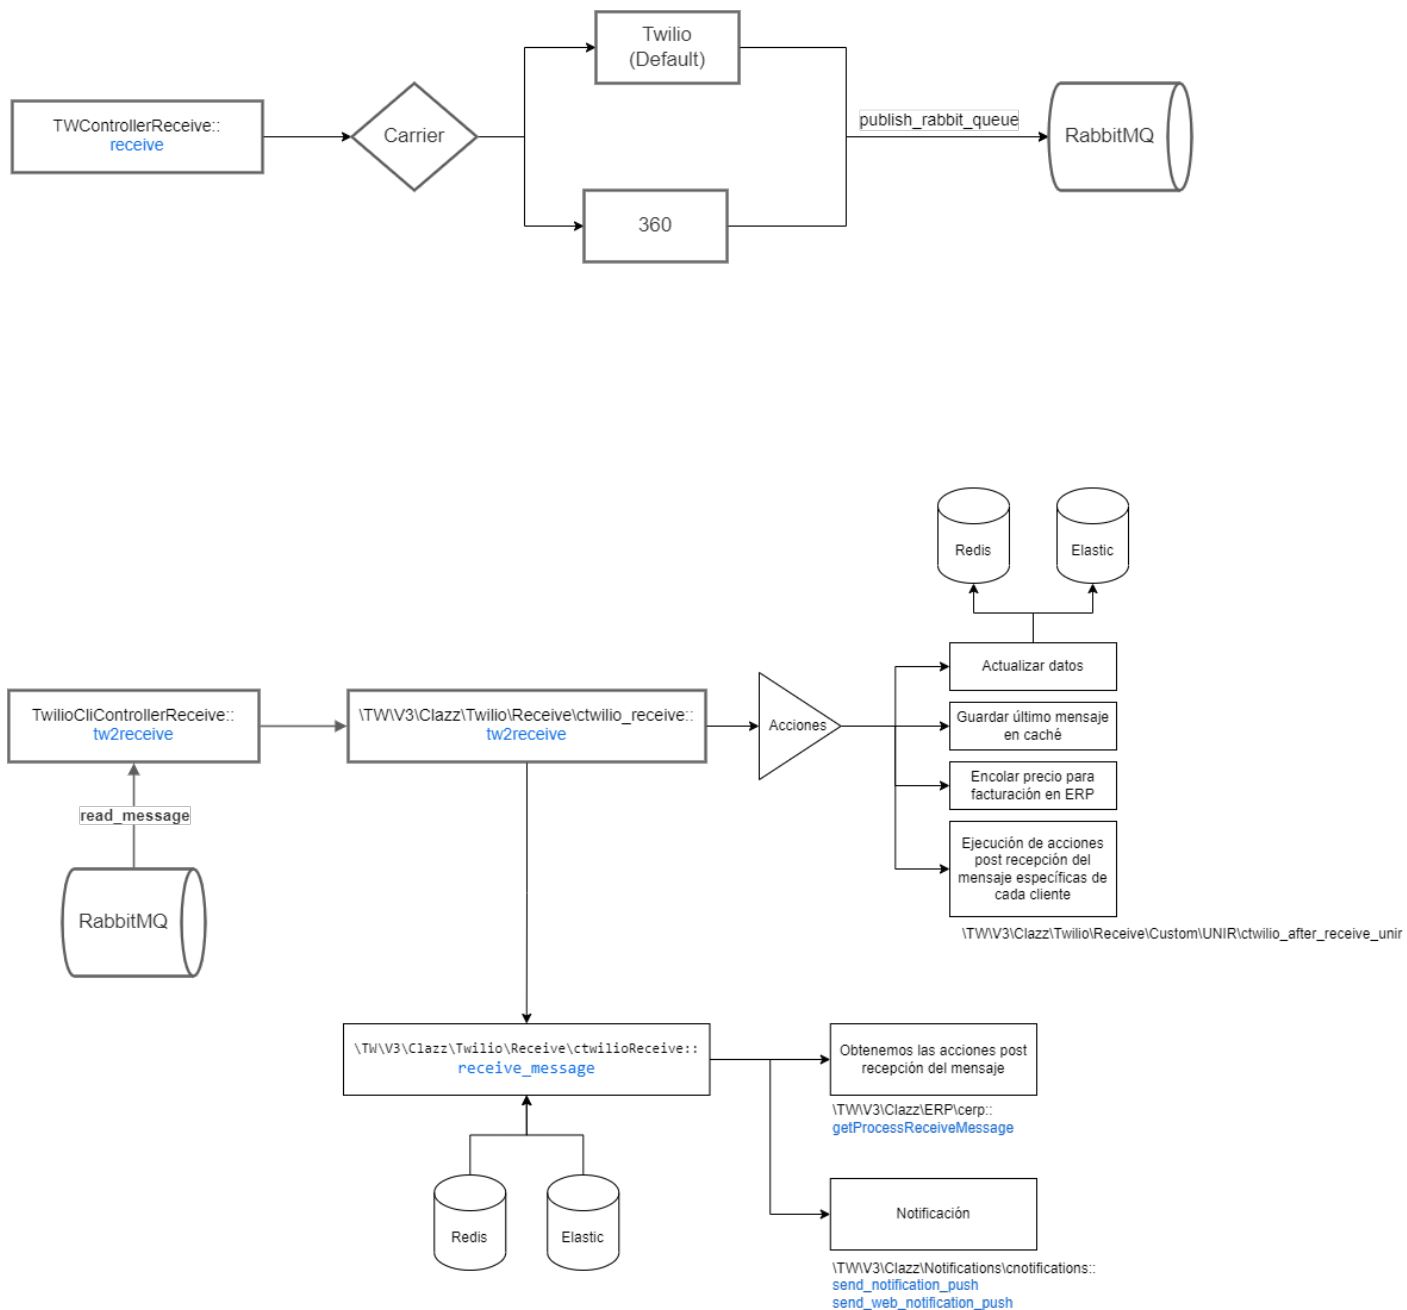 Twilio
(Default)
TWControllerReceive::
receive
Carrier
publish_rabbit_queue
RabbitMQ
360
Redis
Elastic
Actualizar datos
TwilioCliControllerReceive::
tw2receive
\TW\V3\Clazz\Twilio\Receive\ctwilio_receive::
tw2receive
Acciones
Guardar último mensaje
en caché
Encolar precio para
facturación en ERP
read_message
Ejecución de acciones
post recepción del
mensaje específicas de
cada cliente
RabbitMQ
\TW\V3\Clazz\Twilio\Receive\Custom\UNIR\ctwilio_after_receive_unir
\TW\V3\Clazz\Twilio\Receive\ctwilioReceive::
receive_message
Obtenemos las acciones post
recepción del mensaje
\TW\V3\Clazz\ERP\cerp::
getProcessReceiveMessage
Redis
Elastic
Notificación
\TW\V3\Clazz\Notifications\cnotifications::
send_notification_push
send_web_notification_push